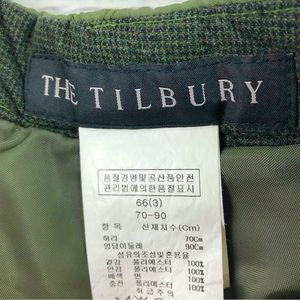 THE TILBURY
품질경영및공산품안전
관리법에의한품질표시
66(3)
70-90
항목 신체치수(Cm)
허리 70Cm
엉덩이둘레 90Cm
섬유의조성및혼용율
겉감 폴리에스터 100%
안감 폴리에스터 100%
배색 면 100%
충전 폴리에스터 100%
취급주의